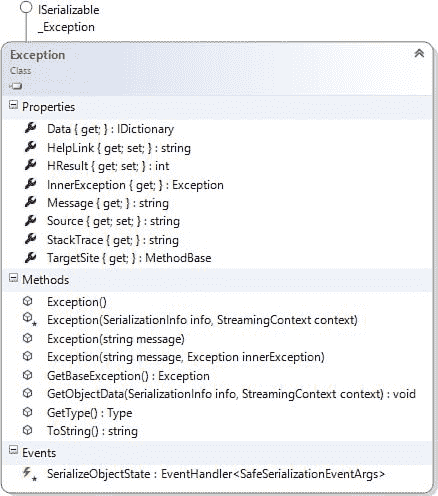 ISerializable
_Exception
Exception
Class
Properties
Data { get; } : IDictionary
HelpLink { get; set; } : string
HResult { get; set; } : int
InnerException { get; } : Exception
Message { get; } : string
Source { get; set; } : string
StackTrace { get; } : string
TargetSite { get; } : MethodBase
Methods
Exception()
Exception(SerializationInfo info, StreamingContext context)
Exception(string message)
Exception(string message, Exception innerException)
GetBaseException() : Exception
GetObjectData(SerializationInfo info, StreamingContext context) : void
GetType() : Type
ToString() : string
Events
SerializeObjectState : EventHandler<SafeSerializationEventArgs>